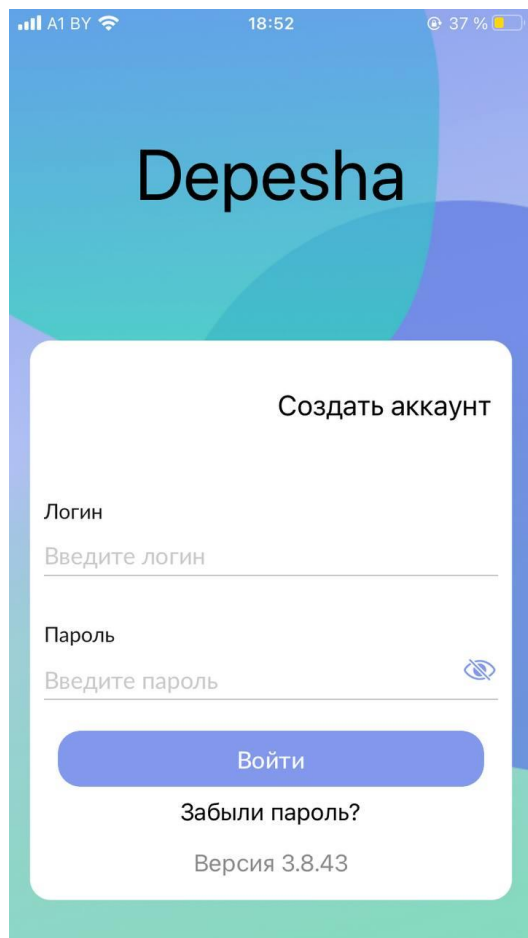 A1 BY 18:52 37 %
Depesha
Создать аккаунт
Логин
Введите логин
Пароль
Введите пароль
Войти
Забыли пароль?
Версия 3.8.43